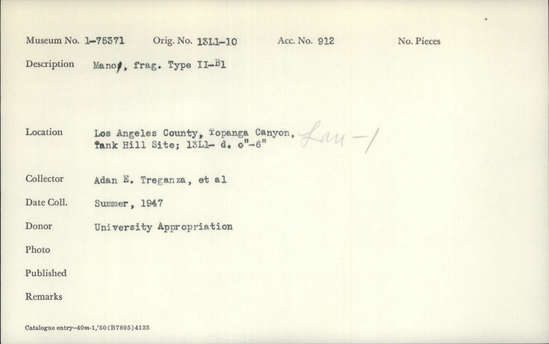 Museum No. 1-76371 Orig. No. 13L1-10 Acc. No. 912 No. Pieces
Description Mano, frag. Type II-B1
Location Los Angeles County, Topanga Canyon, Lan-1
Tank Hill Site; 13L1- d. 0"-6"
Collector Adan E. Treganza, et al
Date Coll. Summer, 1947
Donor University Appropriation
Photo
Published
Remarks
Catalogue entry—40m-1,'50(B7895)4135